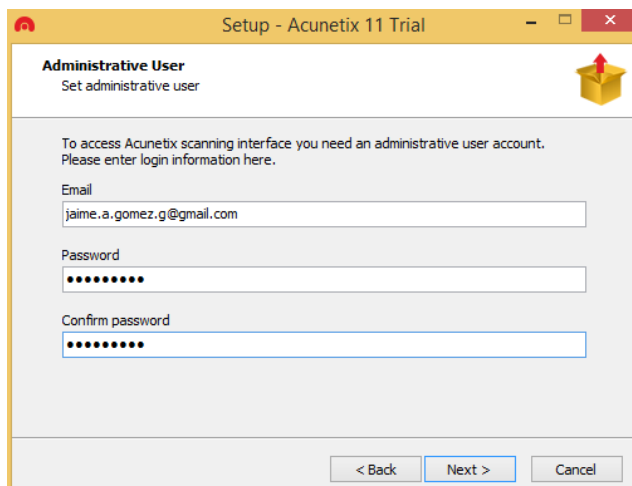 Setup - Acunetix 11 Trial
Administrative User
Set administrative user
To access Acunetix scanning interface you need an administrative user account.
Please enter login information here.
Email
jaime.a.gomez.g@gmail.com
Password
●●●●●●●●●
Confirm password
●●●●●●●●●
< Back
Next >
Cancel